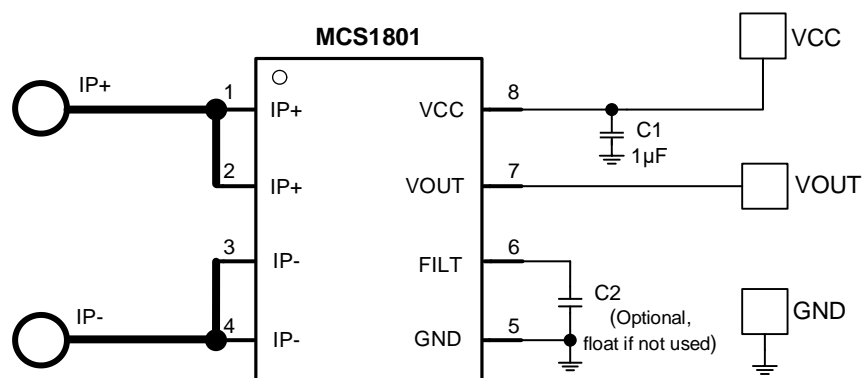 MCS1801
VCC
IP+
1
IP+
VCC
8
C1
1µF
2
IP+
VOUT
7
VOUT
3
IP-
FILT
6
C2
(Optional,
float if not used)
GND
IP-
4
IP-
GND
5